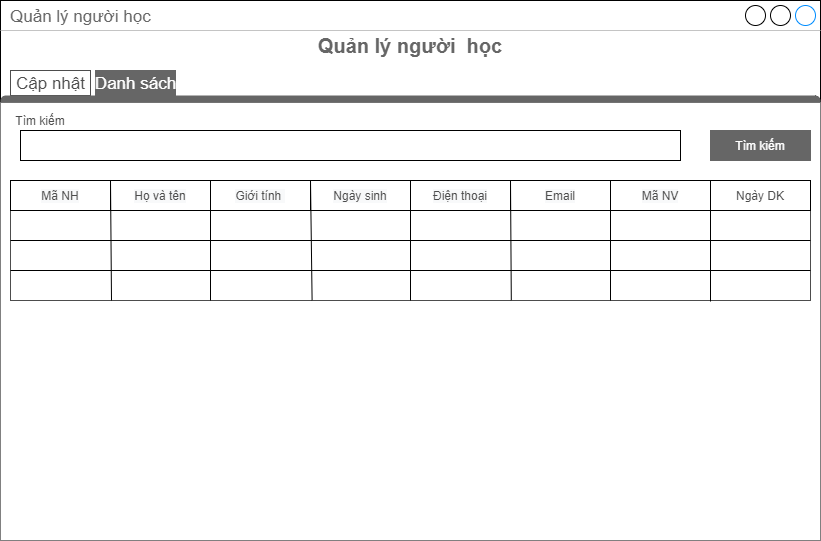 Quản lý người học
Quản lý người học
Cập nhật Danh sách
Tìm kiếm
Tìm kiếm
Mã NH Họ và tên Giới tính Ngày sinh Điện thoại Email Mã NV Ngày DK